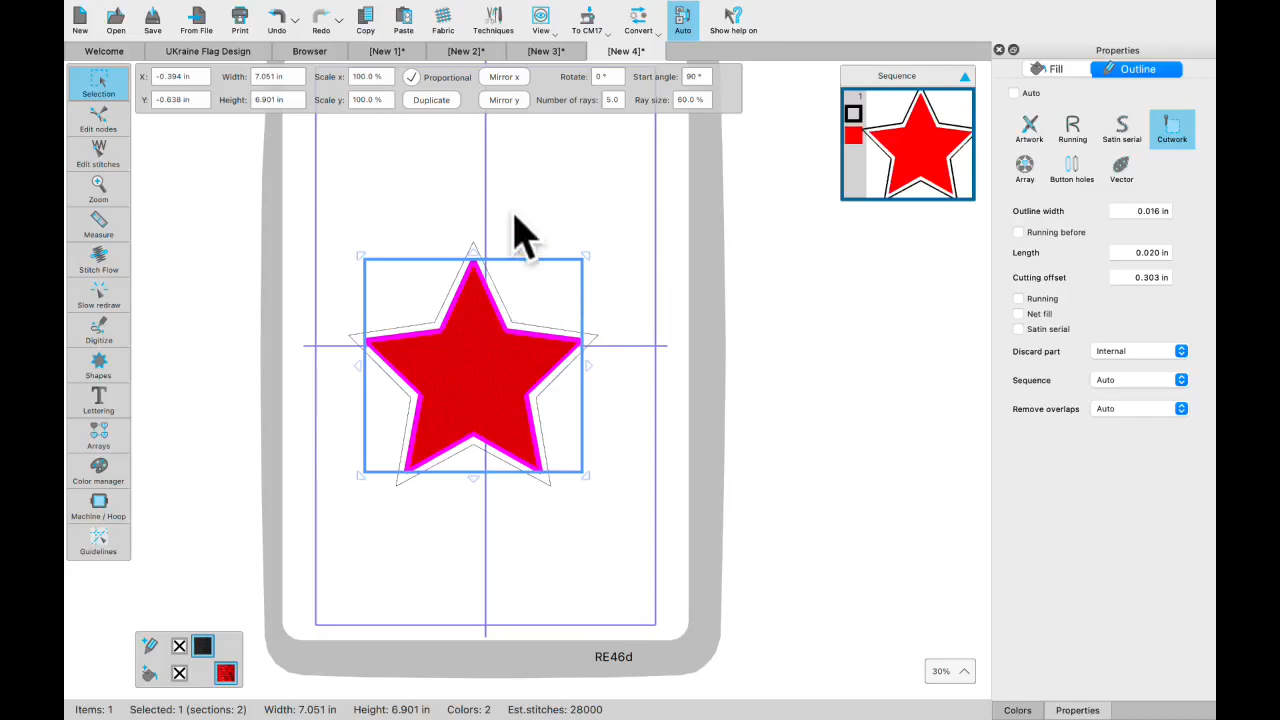 New Open Save From File Print Undo Redo Copy Paste Fabric Techniques View To CM17 Convert Auto Show help on
Welcome UKraine Flag Design Browser [New 1]* [New 2]* [New 3]* [New 4]*
Properties
Fill Outline
X: -0.394 in Width: 7.051 in Scale x: 100.0 % Proportional Mirror x Rotate: 0 ° Start angle: 90 °
Y: -0.638 in Height: 6.901 in Scale y: 100.0 % Duplicate Mirror y Number of rays: 5.0 Ray size: 60.0 %
Sequence
1
Auto
Artwork Running Satin serial Cutwork
Array Button holes Vector
Outline width 0.016 in
Running before
Length 0.020 in
Cutting offset 0.303 in
Running
Net fill
Satin serial
Discard part Internal
Sequence Auto
Remove overlaps Auto
Selection
Edit nodes
Edit stitches
Zoom
Measure
Stitch Flow
Slow redraw
Digitize
Shapes
Lettering
Arrays
Color manager
Machine / Hoop
Guidelines
RE46d
30%
Items: 1 Selected: 1 (sections: 2) Width: 7.051 in Height: 6.901 in Colors: 2 Est.stitches: 28000
Colors Properties